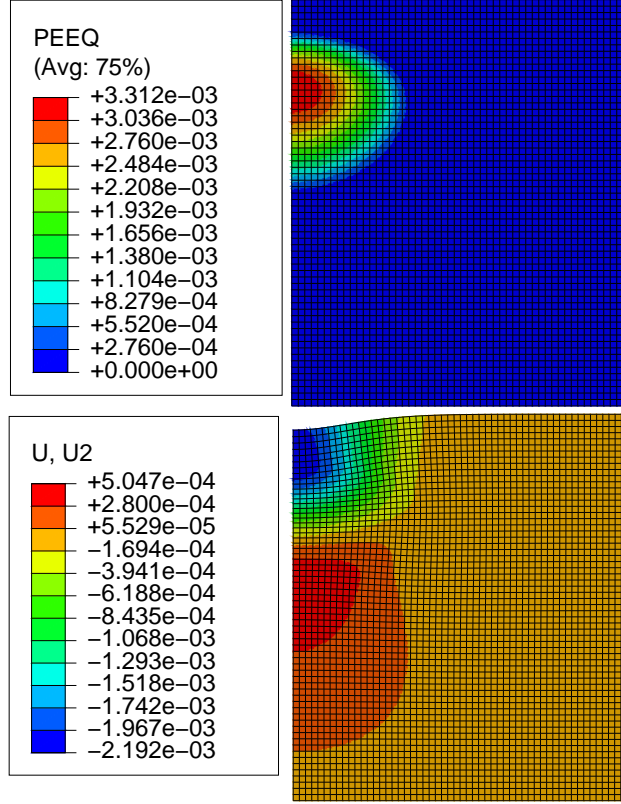 PEEQ
(Avg: 75%)
+3.312e−03
+3.036e−03
+2.760e−03
+2.484e−03
+2.208e−03
+1.932e−03
+1.656e−03
+1.380e−03
+1.104e−03
+8.279e−04
+5.520e−04
+2.760e−04
+0.000e+00
U, U2
+5.047e−04
+2.800e−04
+5.529e−05
−1.694e−04
−3.941e−04
−6.188e−04
−8.435e−04
−1.068e−03
−1.293e−03
−1.518e−03
−1.742e−03
−1.967e−03
−2.192e−03